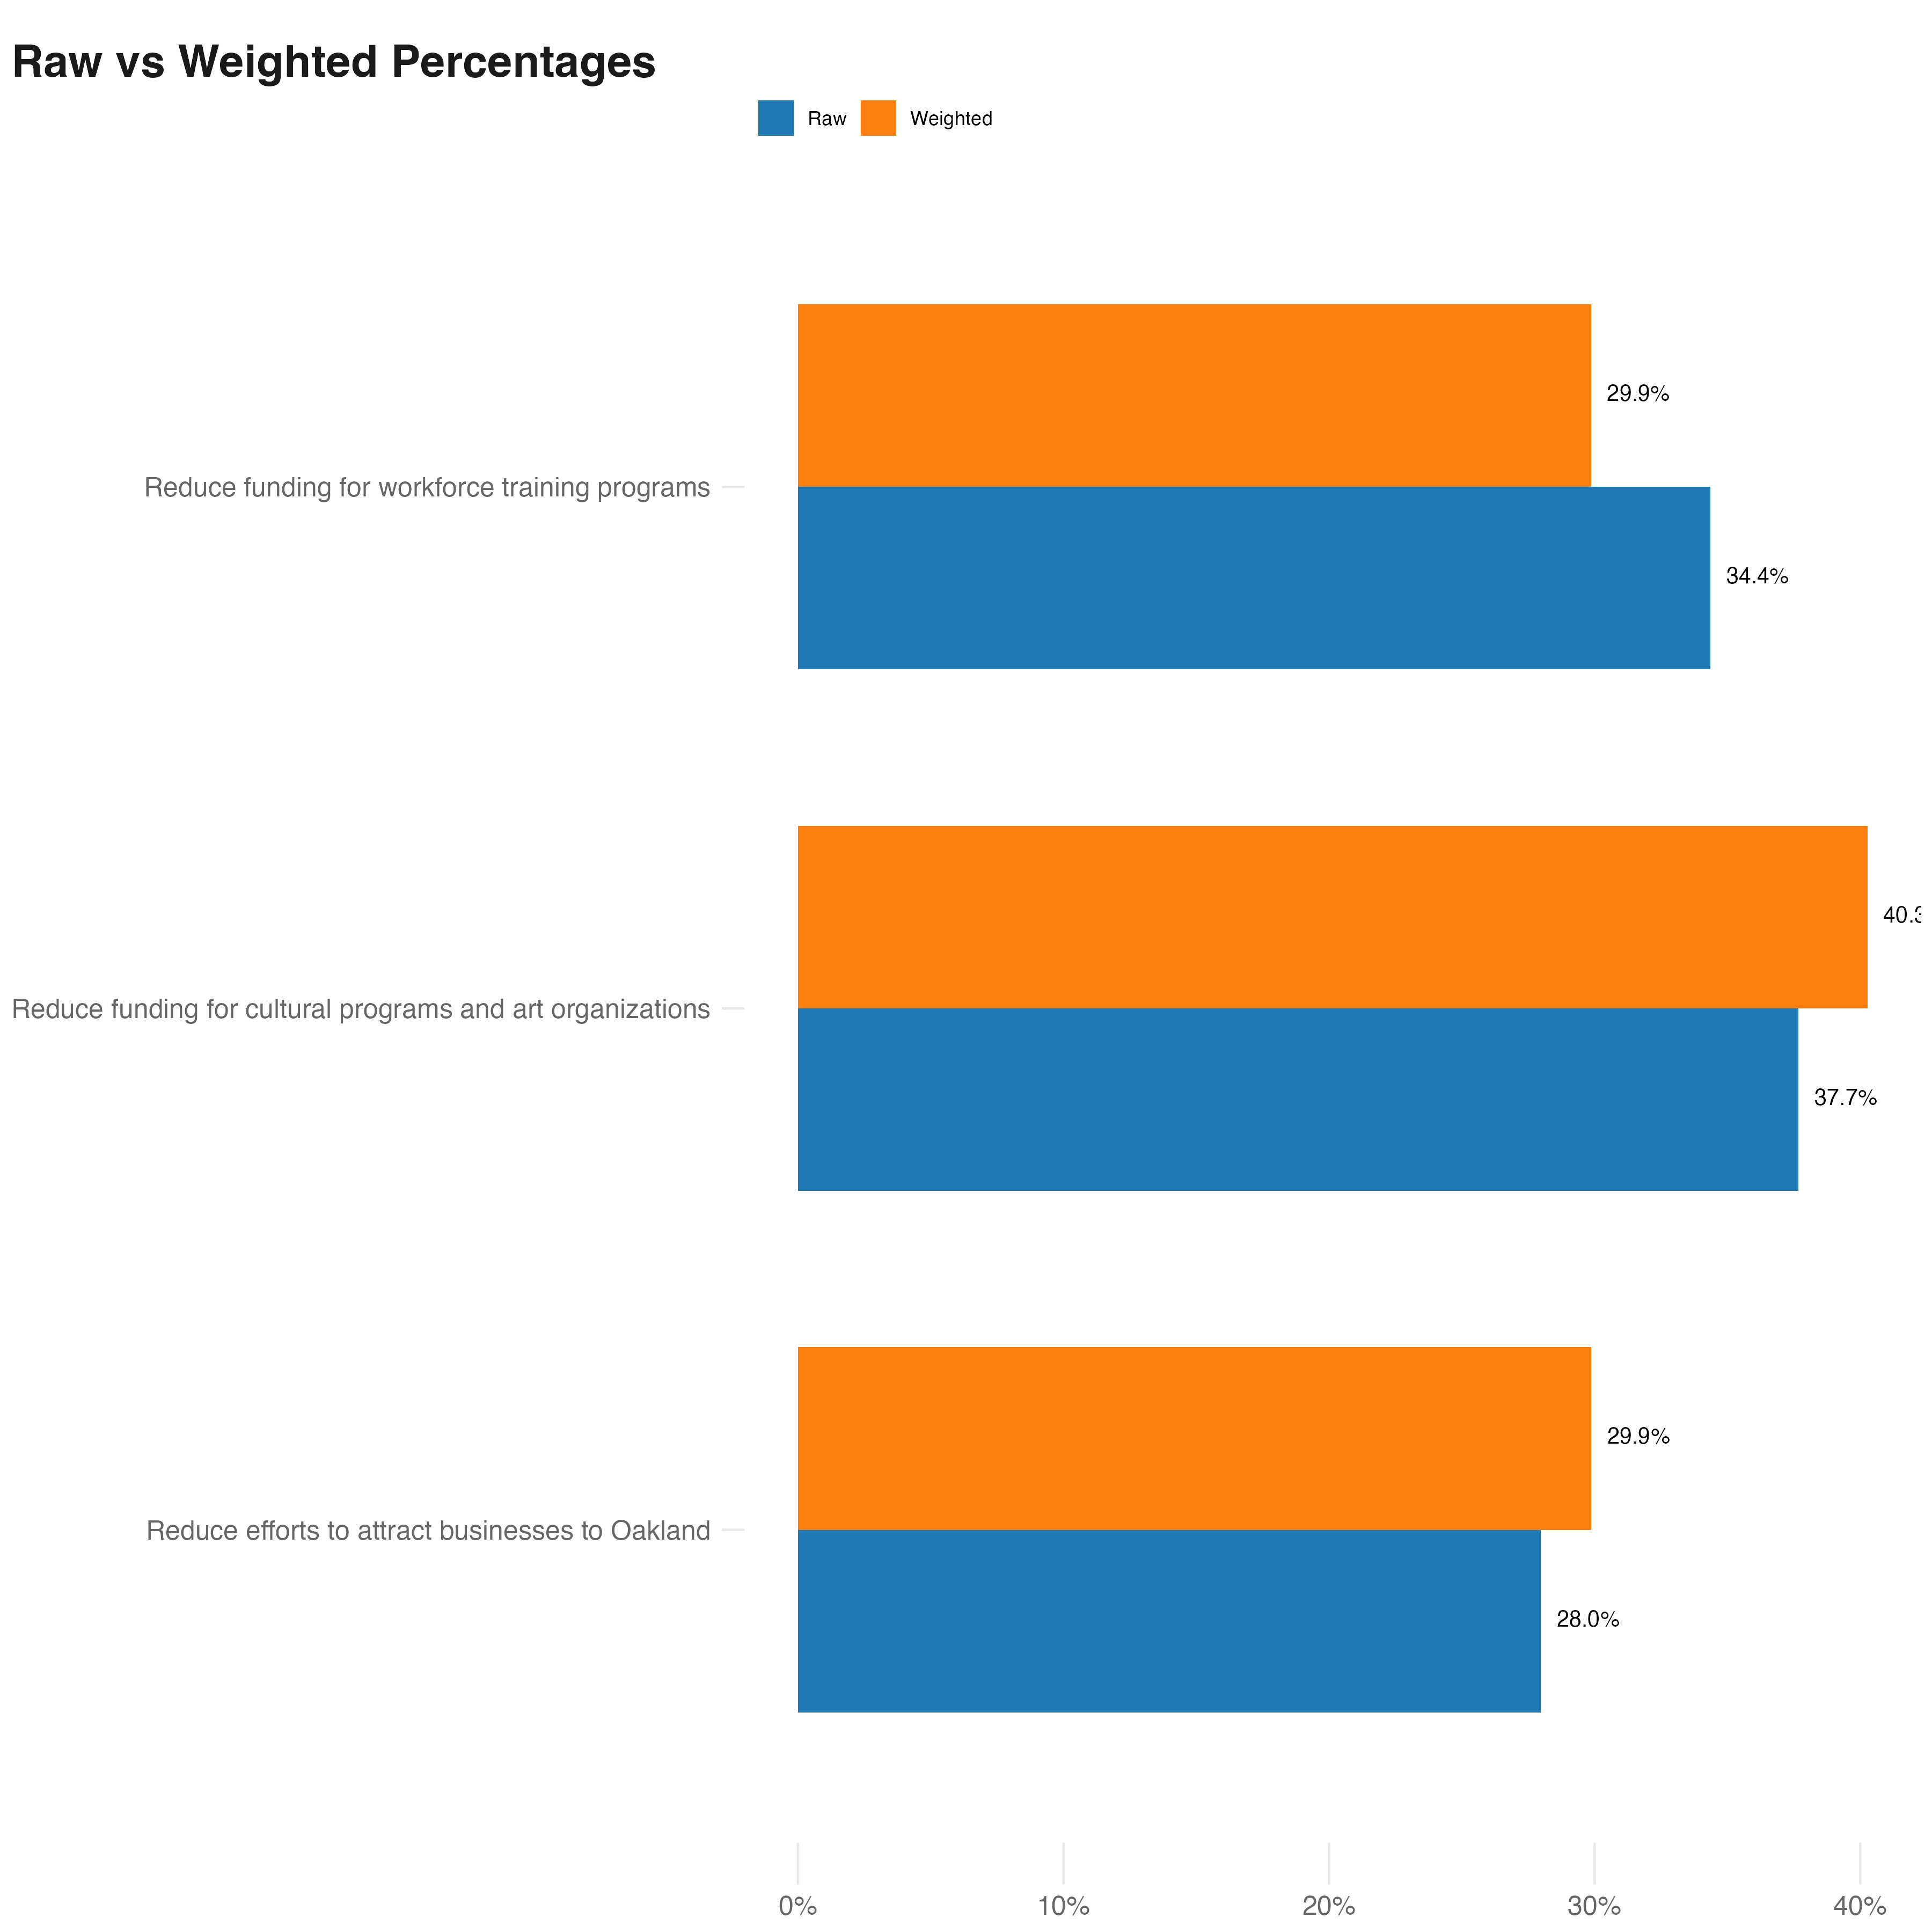 Raw vs Weighted Percentages
Raw Weighted
29.9%
Reduce funding for workforce training programs
34.4%
40.3
Reduce funding for cultural programs and art organizations
37.7%
29.9%
Reduce efforts to attract businesses to Oakland
28.0%
0% 10% 20% 30% 40%